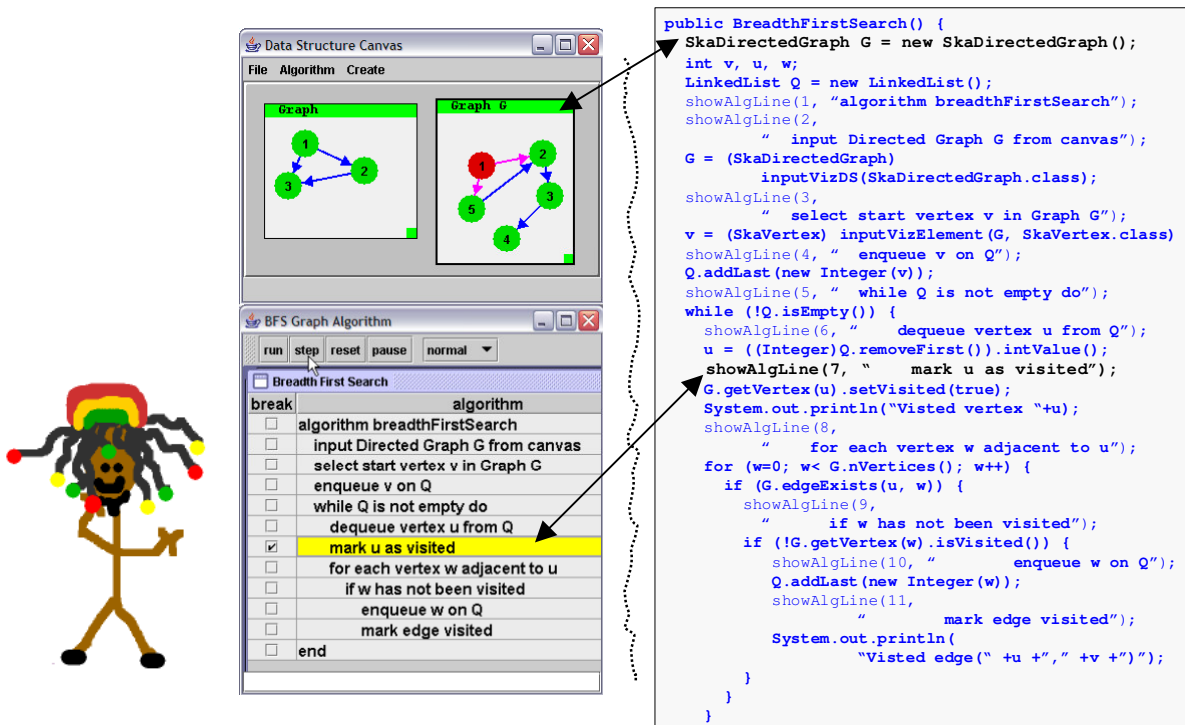 Data Structure Canvas
File Algorithm Create
Graph
1
2
3
Graph G
1
2
3
5
4
BFS Graph Algorithm
run step reset pause normal
Breadth First Search
break algorithm
algorithm breadthFirstSearch
input Directed Graph G from canvas
select start vertex v in Graph G
enqueue v on Q
while Q is not empty do
dequeue vertex u from Q
mark u as visited
for each vertex w adjacent to u
if w has not been visited
enqueue w on Q
mark edge visited
end
public BreadthFirstSearch() {
SkaDirectedGraph G = new SkaDirectedGraph();
int v, u, w;
LinkedList Q = new LinkedList();
showAlgLine(1, “algorithm breadthFirstSearch”);
showAlgLine(2,
“  input Directed Graph G from canvas”);
G = (SkaDirectedGraph)
inputVizDS(SkaDirectedGraph.class);
showAlgLine(3,
“  select start vertex v in Graph G”);
v = (SkaVertex) inputVizElement(G, SkaVertex.class)
showAlgLine(4, “  enqueue v on Q”);
Q.addLast(new Integer(v));
showAlgLine(5, “  while Q is not empty do”);
while (!Q.isEmpty()) {
showAlgLine(6, “    dequeue vertex u from Q”);
u = ((Integer)Q.removeFirst()).intValue();
showAlgLine(7, “    mark u as visited”);
G.getVertex(u).setVisited(true);
System.out.println(“Visted vertex “+u);
showAlgLine(8,
“    for each vertex w adjacent to u”);
for (w=0; w< G.nVertices(); w++) {
if (G.edgeExists(u, w)) {
showAlgLine(9,
“      if w has not been visited”);
if (!G.getVertex(w).isVisited()) {
showAlgLine(10, “        enqueue w on Q”);
Q.addLast(new Integer(w));
showAlgLine(11,
“        mark edge visited”);
System.out.println(
“Visted edge(“ +u +”,” +v +”)”);
}
}
}